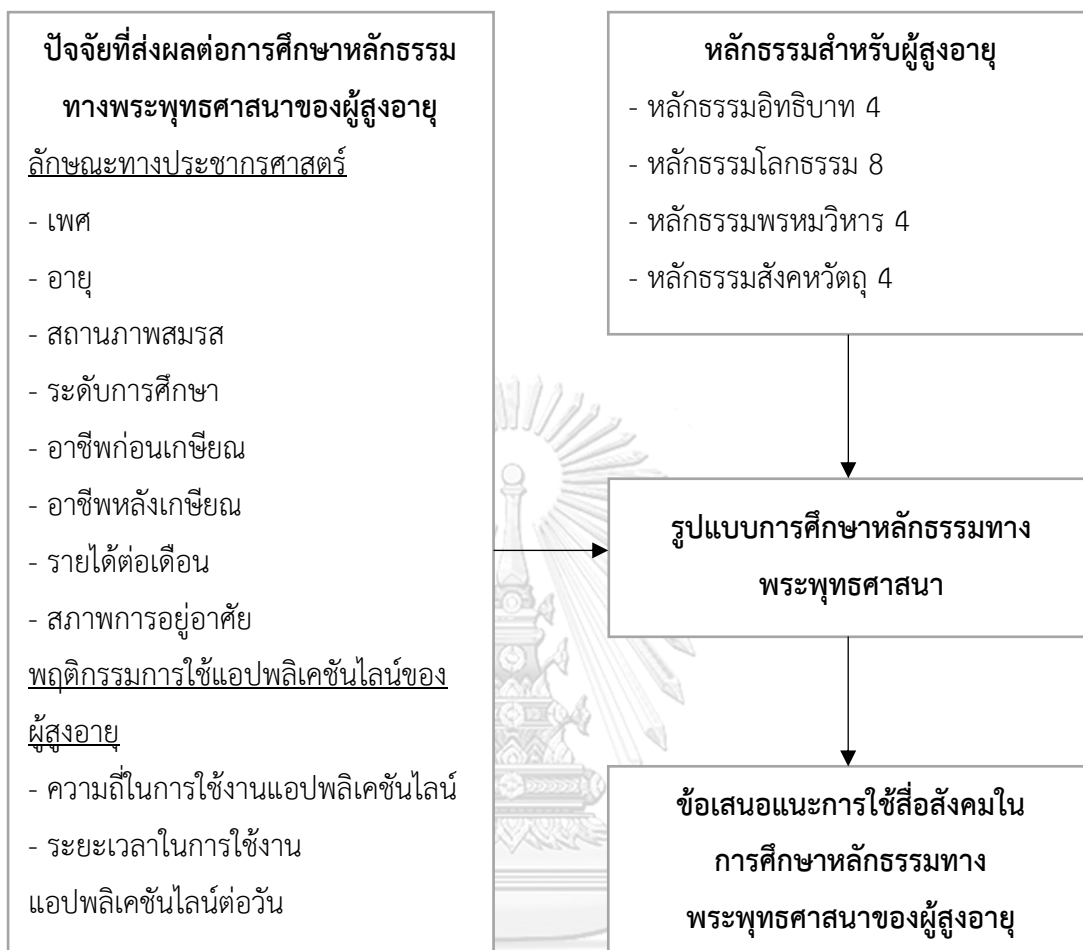 ปัจจัยที่ส่งผลต่อการศึกษาหลักธรรม
ทางพระพุทธศาสนาของผู้สูงอายุ
ลักษณะทางประชากรศาสตร์
- เพศ
- อายุ
- สถานภาพสมรส
- ระดับการศึกษา
- อาชีพก่อนเกษียณ
- อาชีพหลังเกษียณ
- รายได้ต่อเดือน
- สภาพการอยู่อาศัย
พฤติกรรมการใช้แอปพลิเคชันไลน์ของ
ผู้สูงอายุ
- ความถี่ในการใช้งานแอปพลิเคชันไลน์
- ระยะเวลาในการใช้งาน
แอปพลิเคชันไลน์ต่อวัน
หลักธรรมสำหรับผู้สูงอายุ
- หลักธรรมอิทธิบาท 4
- หลักธรรมโลกธรรม 8
- หลักธรรมพรหมวิหาร 4
- หลักธรรมสังคหวัตถุ 4
รูปแบบการศึกษาหลักธรรมทาง
พระพุทธศาสนา
ข้อเสนอแนะการใช้สื่อสังคมใน
การศึกษาหลักธรรมทาง
พระพุทธศาสนาของผู้สูงอายุ